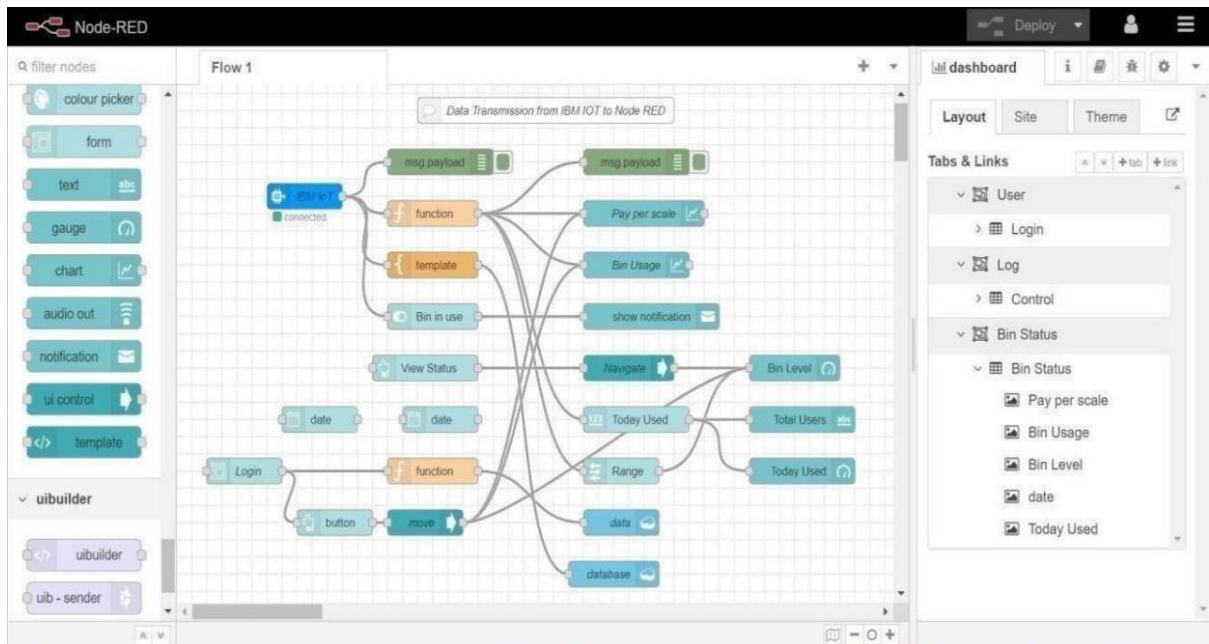 Node-RED
Deploy
filter nodes
colour picker
form
text
abc
gauge
chart
audio out
notification
ui control
</> template
uibuilder
</> uibuilder
uib - sender
Flow 1
Data Transmission from IBM IOT to Node RED
msg.payload
msg.payload
IBM IoT
connected
function
Pay per scale
template
Bin Usage
Bin in use
show notification
View Status
Navigate
Bin Level
date
date
123 Today Used
Total Users abc
Login
function
Range
Today Used
button
move
data
database
dashboard
i
Layout
Site
Theme
Tabs & Links
+ tab
+ link
User
Login
Log
Control
Bin Status
Bin Status
Pay per scale
Bin Usage
Bin Level
date
Today Used